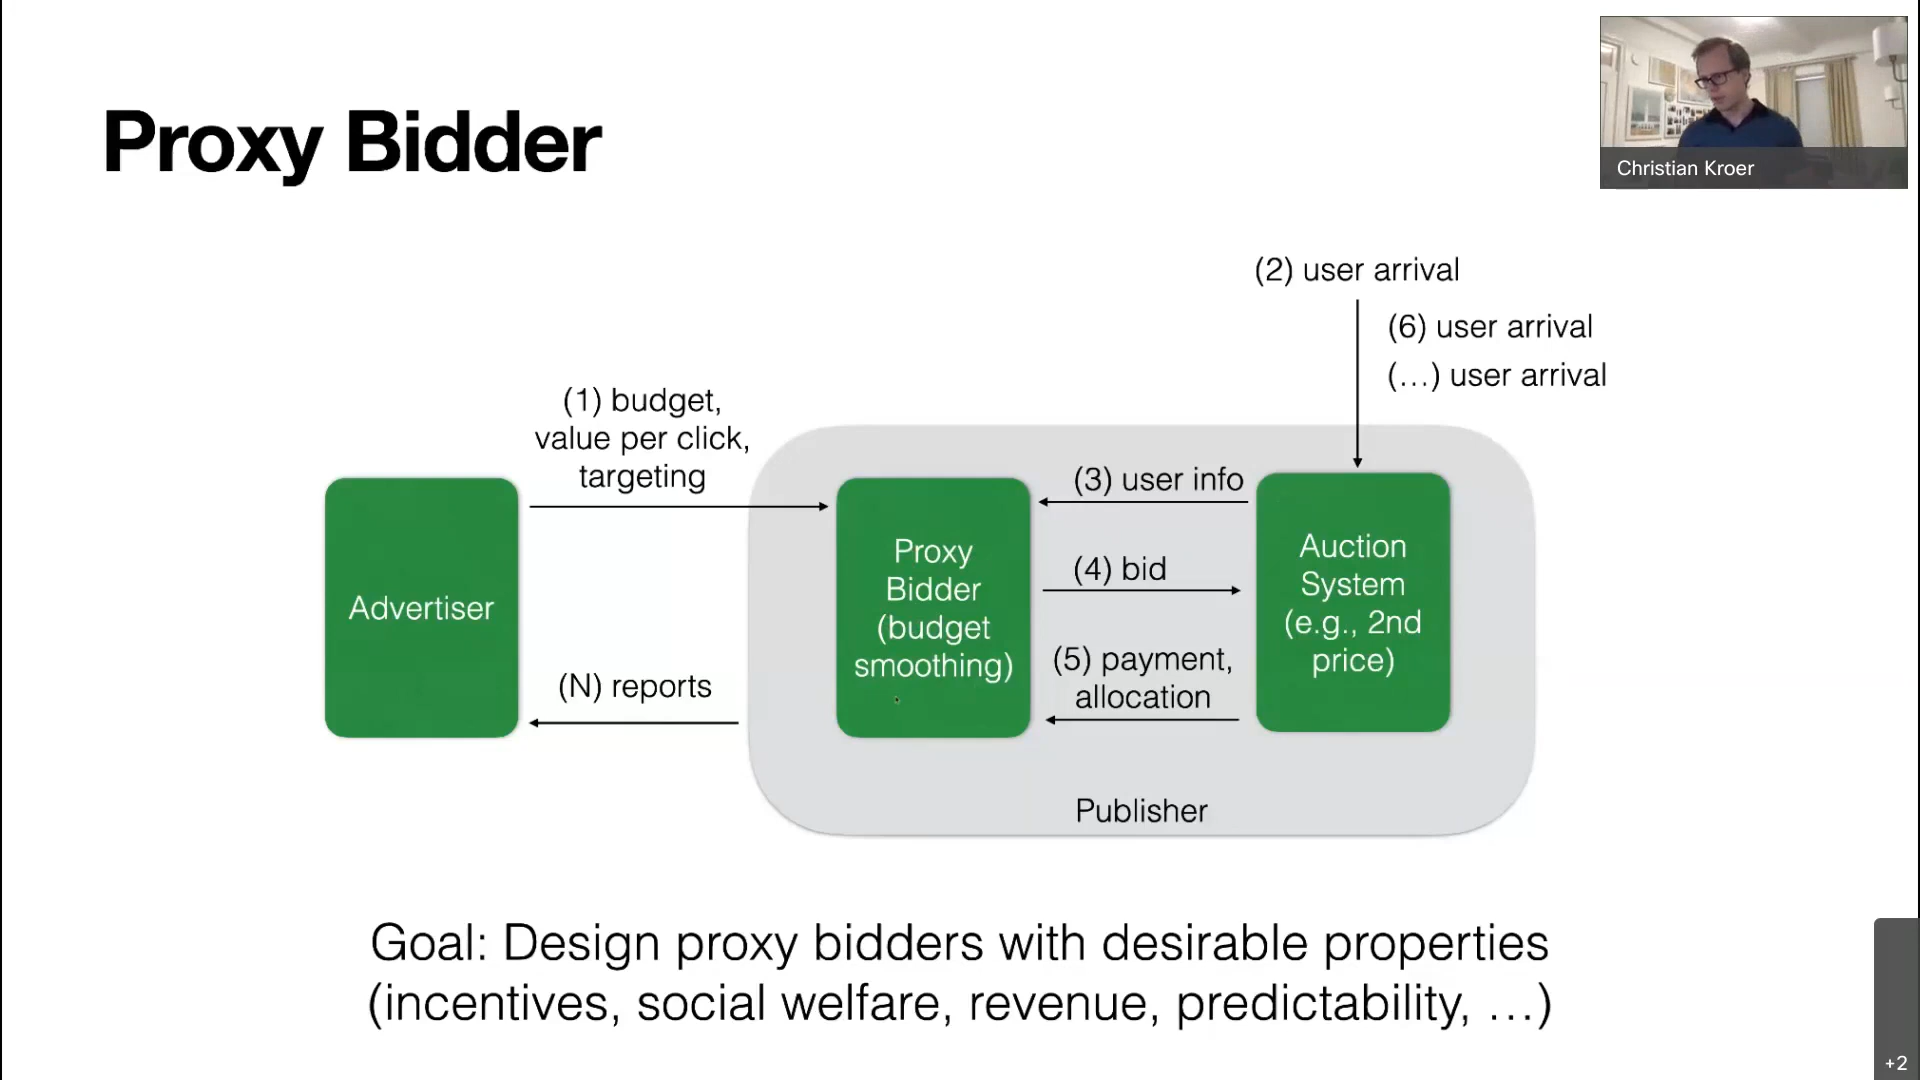 Proxy Bidder
Christian Kroer
(2) user arrival
(6) user arrival
(...) user arrival
(1) budget,
value per click,
targeting
(3) user info
(4) bid
(5) payment,
allocation
Advertiser
Proxy
Bidder
(budget
smoothing)
Auction
System
(e.g., 2nd
price)
(N) reports
Publisher
Goal: Design proxy bidders with desirable properties
(incentives, social welfare, revenue, predictability, ...)
+2